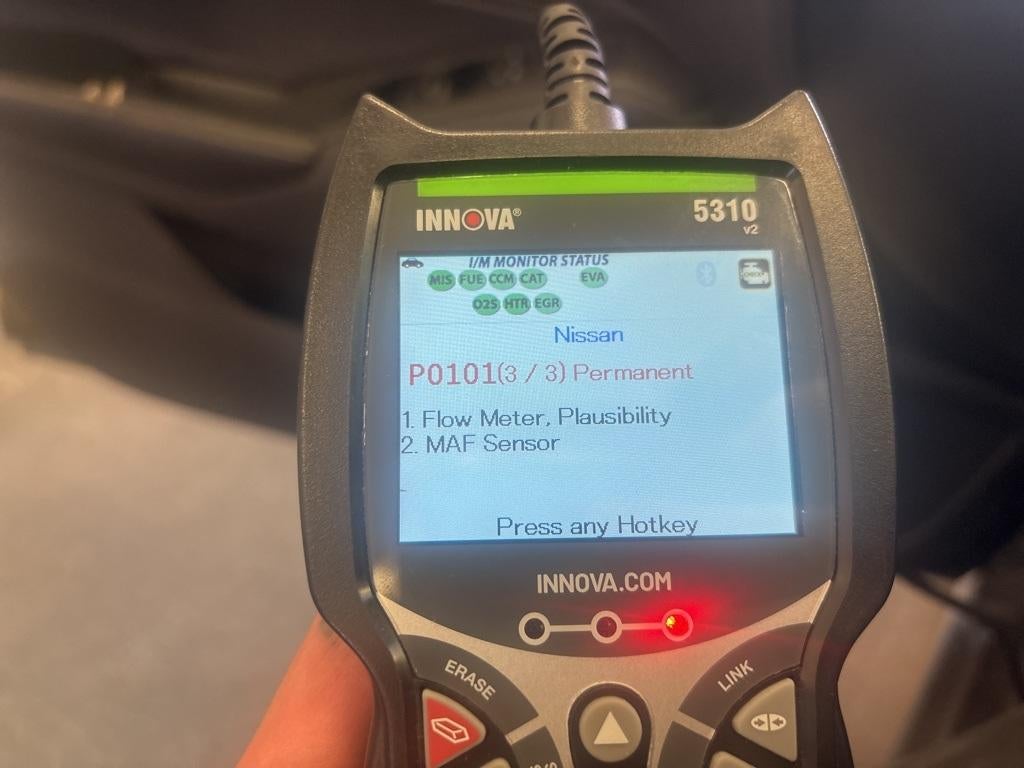 INNOVA®
5310
v2
I/M MONITOR STATUS
MIS FUE CCM CAT EVA
CHECK
O2S HTR EGR
Nissan
P0101(3 / 3) Permanent
1. Flow Meter, Plausibility
2. MAF Sensor
Press any Hotkey
INNOVA.COM
ERASE
LINK